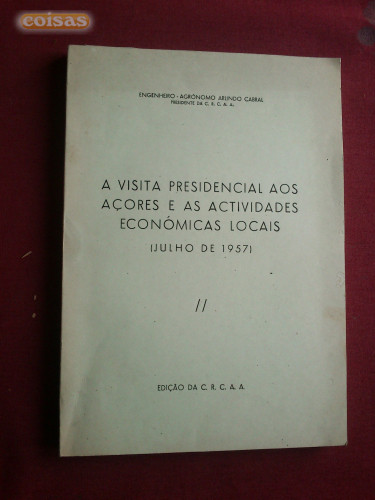 coisas
ENGENHEIRO-AGRÓNOMO ARLINDO CABRAL
PRESIDENTE DA C. R. C. A. A.
A VISITA PRESIDENCIAL AOS
AÇORES E AS ACTIVIDADES
ECONÓMICAS LOCAIS
(JULHO DE 1957)
//
EDIÇÃO DA C. R. C. A. A.